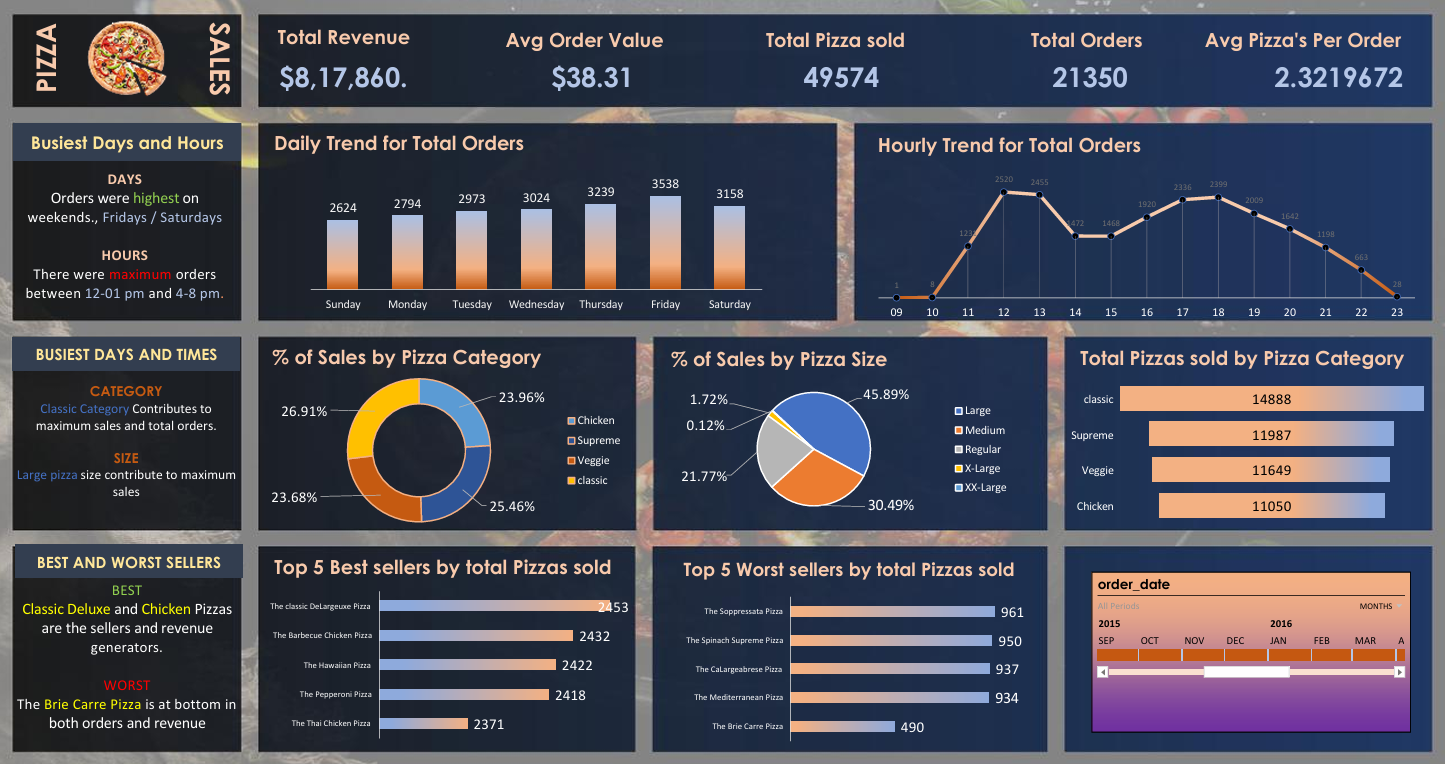 PIZZA
SALES
Total Revenue
$8,17,860.
Avg Order Value
$38.31
Total Pizza sold
49574
Total Orders
21350
Avg Pizza's Per Order
2.3219672
Busiest Days and Hours
DAYS
Orders were highest on
weekends., Fridays / Saturdays
HOURS
There were maximum orders
between 12-01 pm and 4-8 pm.
Daily Trend for Total Orders
2624
2794
2973
3024
3239
3538
3158
Sunday
Monday
Tuesday
Wednesday
Thursday
Friday
Saturday
Hourly Trend for Total Orders
1
8
2520
2455
1472
1468
1920
2336
2399
2009
1642
1198
663
28
09
10
11
12
13
14
15
16
17
18
19
20
21
22
23
BUSIEST DAYS AND TIMES
CATEGORY
Classic Category Contributes to
maximum sales and total orders.
SIZE
Large pizza size contribute to maximum
sales
% of Sales by Pizza Category
26.91%
23.96%
23.68%
25.46%
Chicken
Supreme
Veggie
classic
% of Sales by Pizza Size
1.72%
0.12%
45.89%
21.77%
30.49%
Large
Medium
Regular
X-Large
XX-Large
Total Pizzas sold by Pizza Category
classic 14888
Supreme 11987
Veggie 11649
Chicken 11050
BEST AND WORST SELLERS
BEST
Classic Deluxe and Chicken Pizzas
are the sellers and revenue
generators.
WORST
The Brie Carre Pizza is at bottom in
both orders and revenue
Top 5 Best sellers by total Pizzas sold
The classic DeLargeuxe Pizza 2453
The Barbecue Chicken Pizza 2432
The Hawaiian Pizza 2422
The Pepperoni Pizza 2418
The Thai Chicken Pizza 2371
Top 5 Worst sellers by total Pizzas sold
The Soppressata Pizza 961
The Spinach Supreme Pizza 950
The CaLargeabrese Pizza 937
The Mediterranean Pizza 934
The Brie Carre Pizza 490
order_date
All Periods MONTHS
2015 2016
SEP OCT NOV DEC JAN FEB MAR A